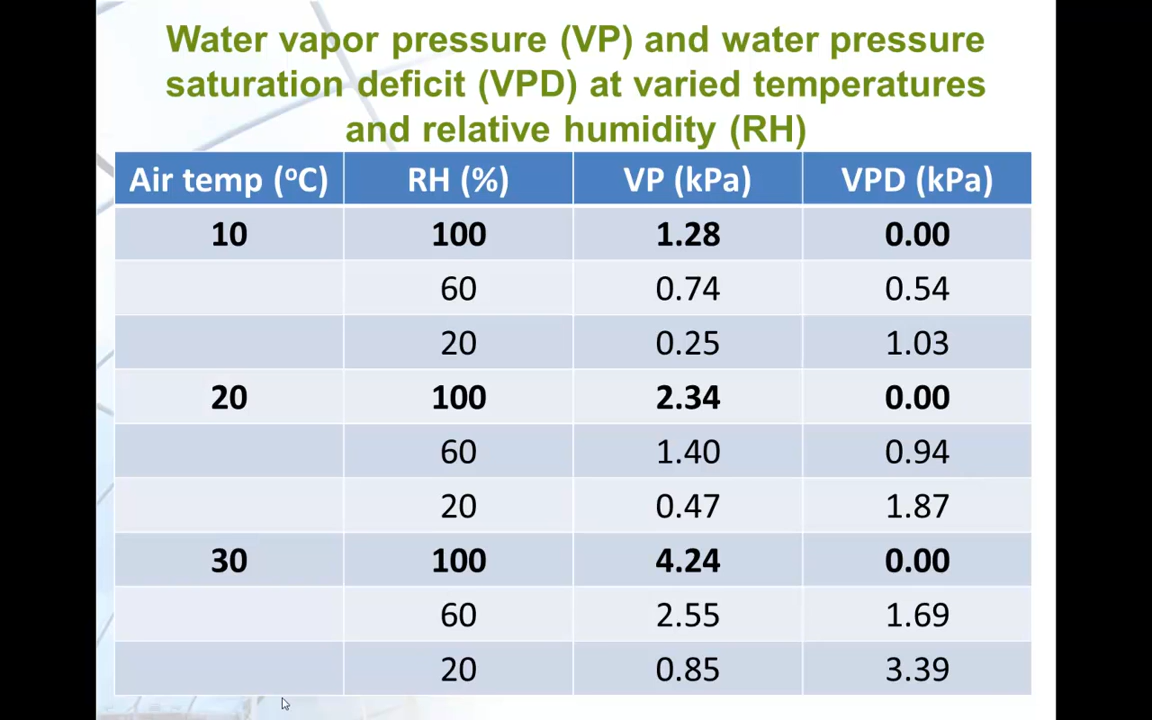 Water vapor pressure (VP) and water pressure
saturation deficit (VPD) at varied temperatures
and relative humidity (RH)
Air temp (oC) RH (%) VP (kPa) VPD (kPa)
10 100 1.28 0.00
60 0.74 0.54
20 0.25 1.03
20 100 2.34 0.00
60 1.40 0.94
20 0.47 1.87
30 100 4.24 0.00
60 2.55 1.69
20 0.85 3.39